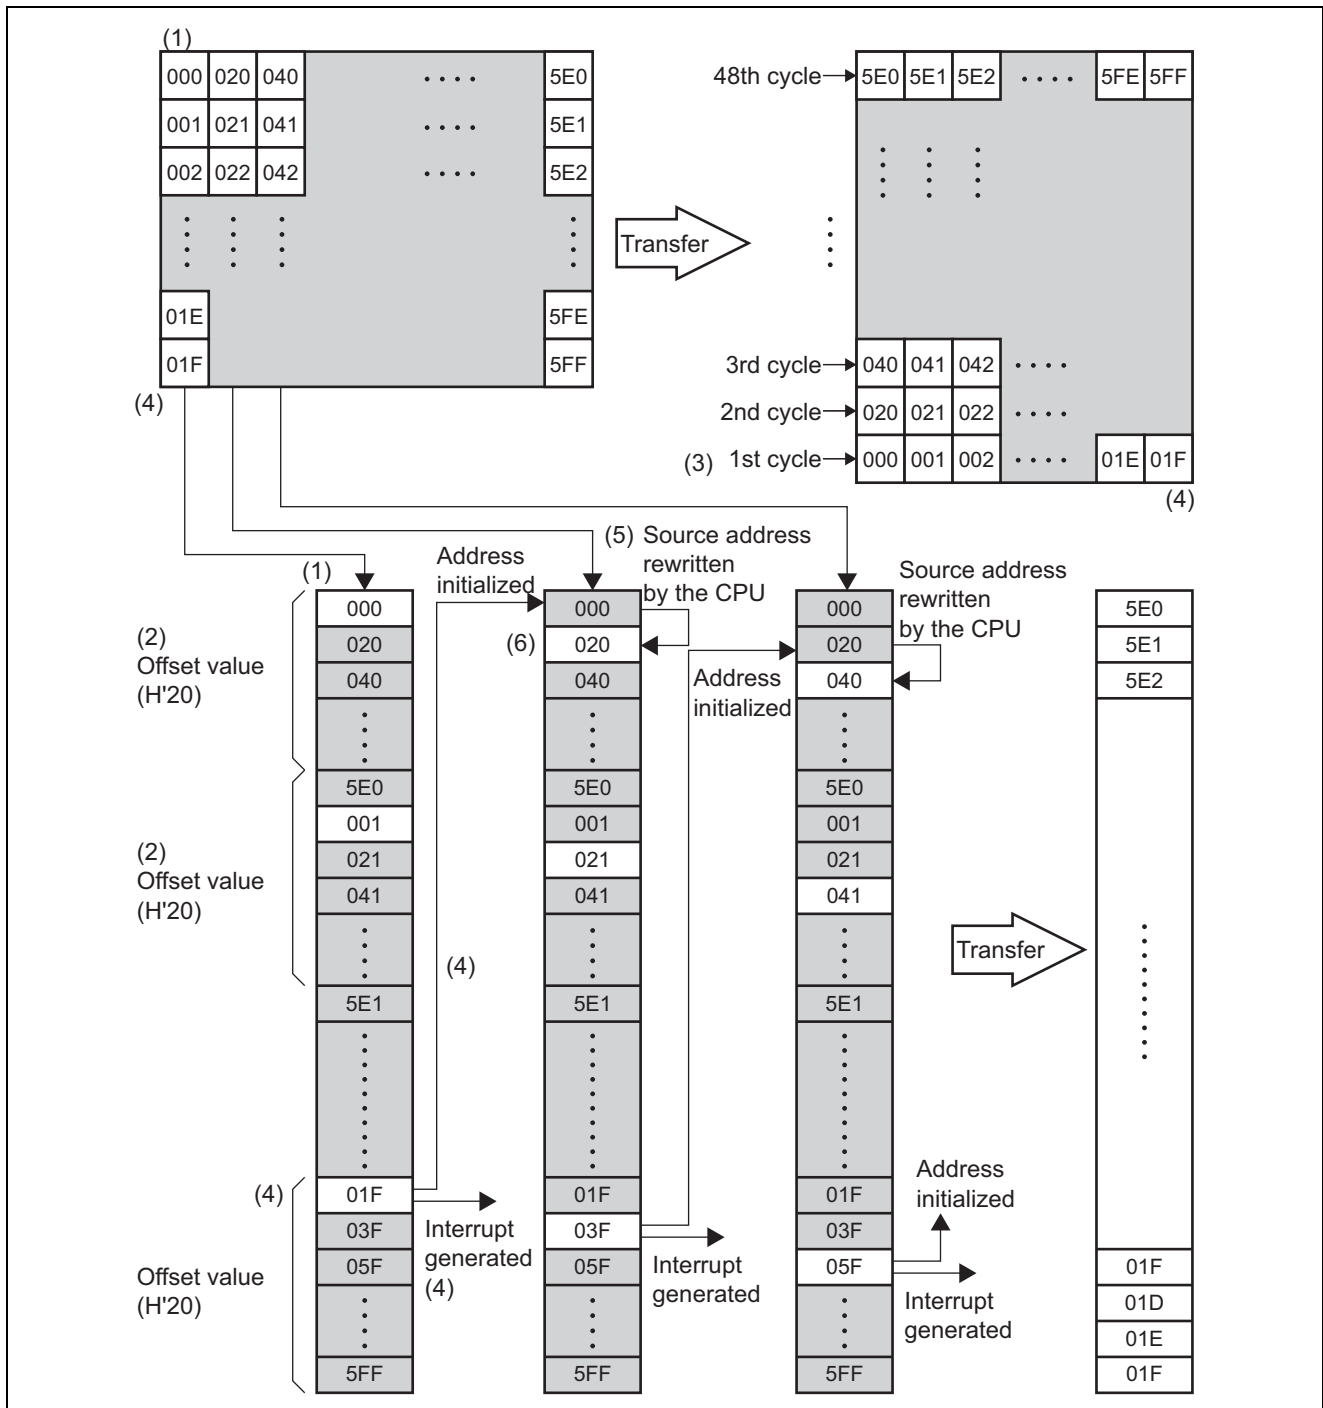 (1)
000 020 040 · · · · 5E0
001 021 041 · · · · 5E1
002 022 042 · · · · 5E2
01E 5FE
01F 5FF
(4)
Transfer
48th cycle 5E0 5E1 5E2 · · · · 5FE 5FF
3rd cycle 040 041 042 · · · ·
2nd cycle 020 021 022 · · · ·
(3) 1st cycle 000 001 002 · · · · 01E 01F
(4)
(1)
(2)
Offset value
(H'20)
(2)
Offset value
(H'20)
(4)
Offset value
(H'20)
000
020
040
5E0
001
021
041
5E1
01F
03F
05F
5FF
Address
initialized
(4)
Interrupt
generated
(4)
(5) Source address
rewritten
by the CPU
(6)
000
020
040
5E0
001
021
041
5E1
01F
03F
05F
5FF
Address
initialized
Interrupt
generated
Source address
rewritten
by the CPU
000
020
040
5E0
001
021
041
5E1
01F
03F
05F
5FF
Address
initialized
Interrupt
generated
Transfer
5E0
5E1
5E2
01F
01D
01E
01F